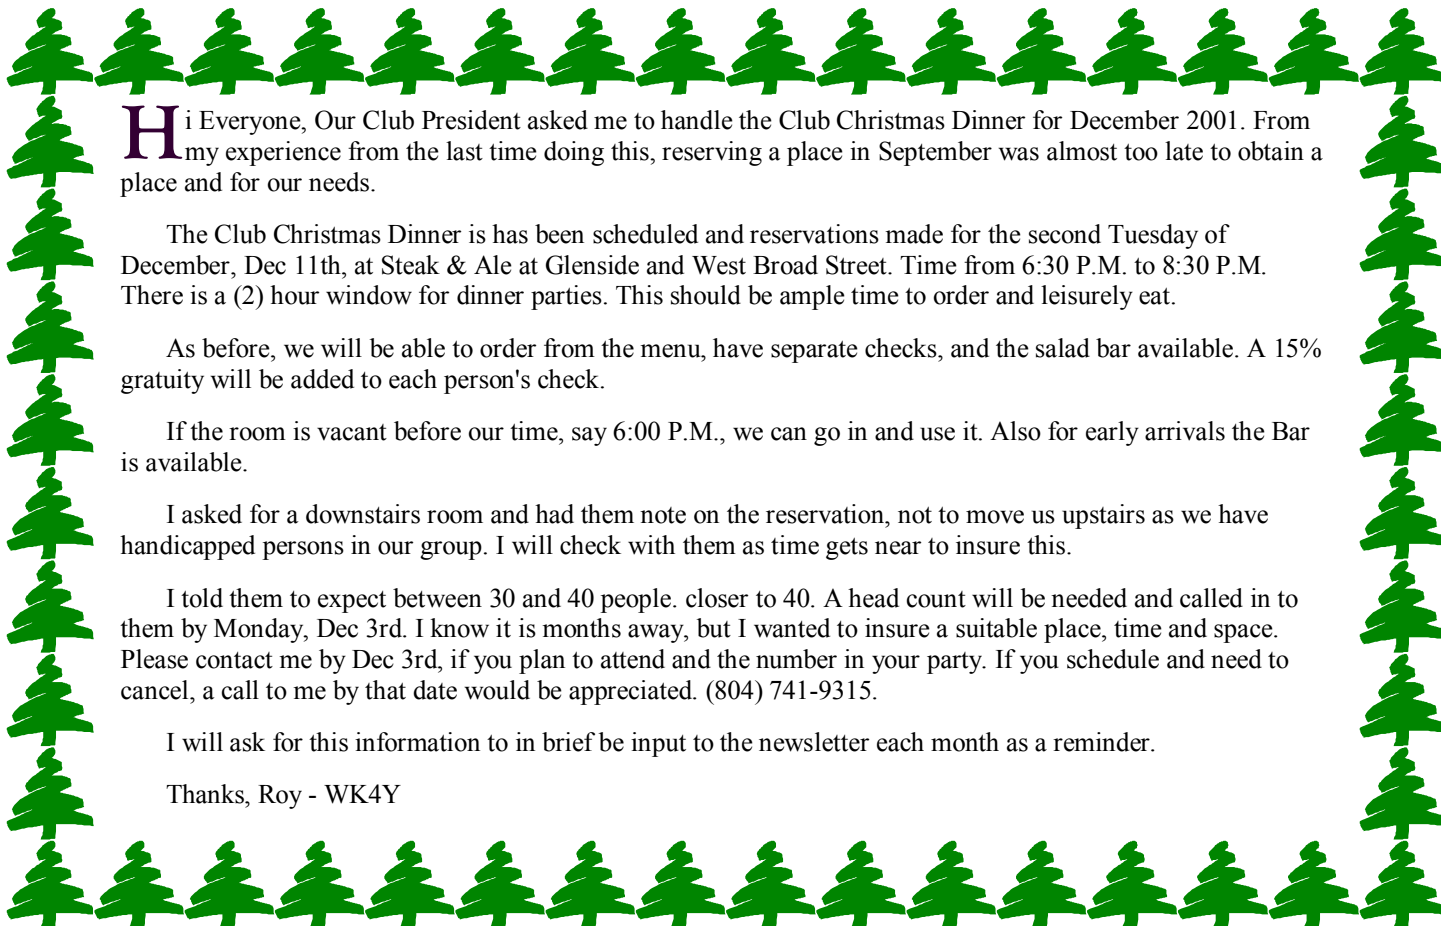 Hi Everyone, Our Club President asked me to handle the Club Christmas Dinner for December 2001. From
my experience from the last time doing this, reserving a place in September was almost too late to obtain a
place and for our needs.
The Club Christmas Dinner is has been scheduled and reservations made for the second Tuesday of
December, Dec 11th, at Steak & Ale at Glenside and West Broad Street. Time from 6:30 P.M. to 8:30 P.M.
There is a (2) hour window for dinner parties. This should be ample time to order and leisurely eat.
As before, we will be able to order from the menu, have separate checks, and the salad bar available. A 15%
gratuity will be added to each person's check.
If the room is vacant before our time, say 6:00 P.M., we can go in and use it. Also for early arrivals the Bar
is available.
I asked for a downstairs room and had them note on the reservation, not to move us upstairs as we have
handicapped persons in our group. I will check with them as time gets near to insure this.
I told them to expect between 30 and 40 people. closer to 40. A head count will be needed and called in to
them by Monday, Dec 3rd. I know it is months away, but I wanted to insure a suitable place, time and space.
Please contact me by Dec 3rd, if you plan to attend and the number in your party. If you schedule and need to
cancel, a call to me by that date would be appreciated. (804) 741-9315.
I will ask for this information to in brief be input to the newsletter each month as a reminder.
Thanks, Roy - WK4Y